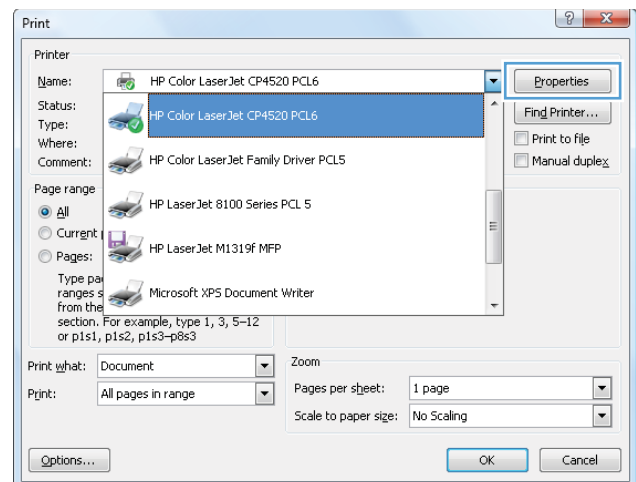 Print
Printer
Name: HP Color LaserJet CP4520 PCL6 Properties
Status:
HP Color LaserJet CP4520 PCL6 Find Printer...
Type:
Where: Print to file
Comment: HP Color LaserJet Family Driver PCL5 Manual duplex
Page range
HP LaserJet 8100 Series PCL 5
All
Current
HP LaserJet M1319f MFP
Pages:
Type
ranges Microsoft XPS Document Writer
from the
section. For example, type 1, 3, 5–12
or p1s1, p1s2, p1s3–p8s3
Print what: Document Zoom
Print: All pages in range Pages per sheet: 1 page
Scale to paper size: No Scaling
Options... OK Cancel